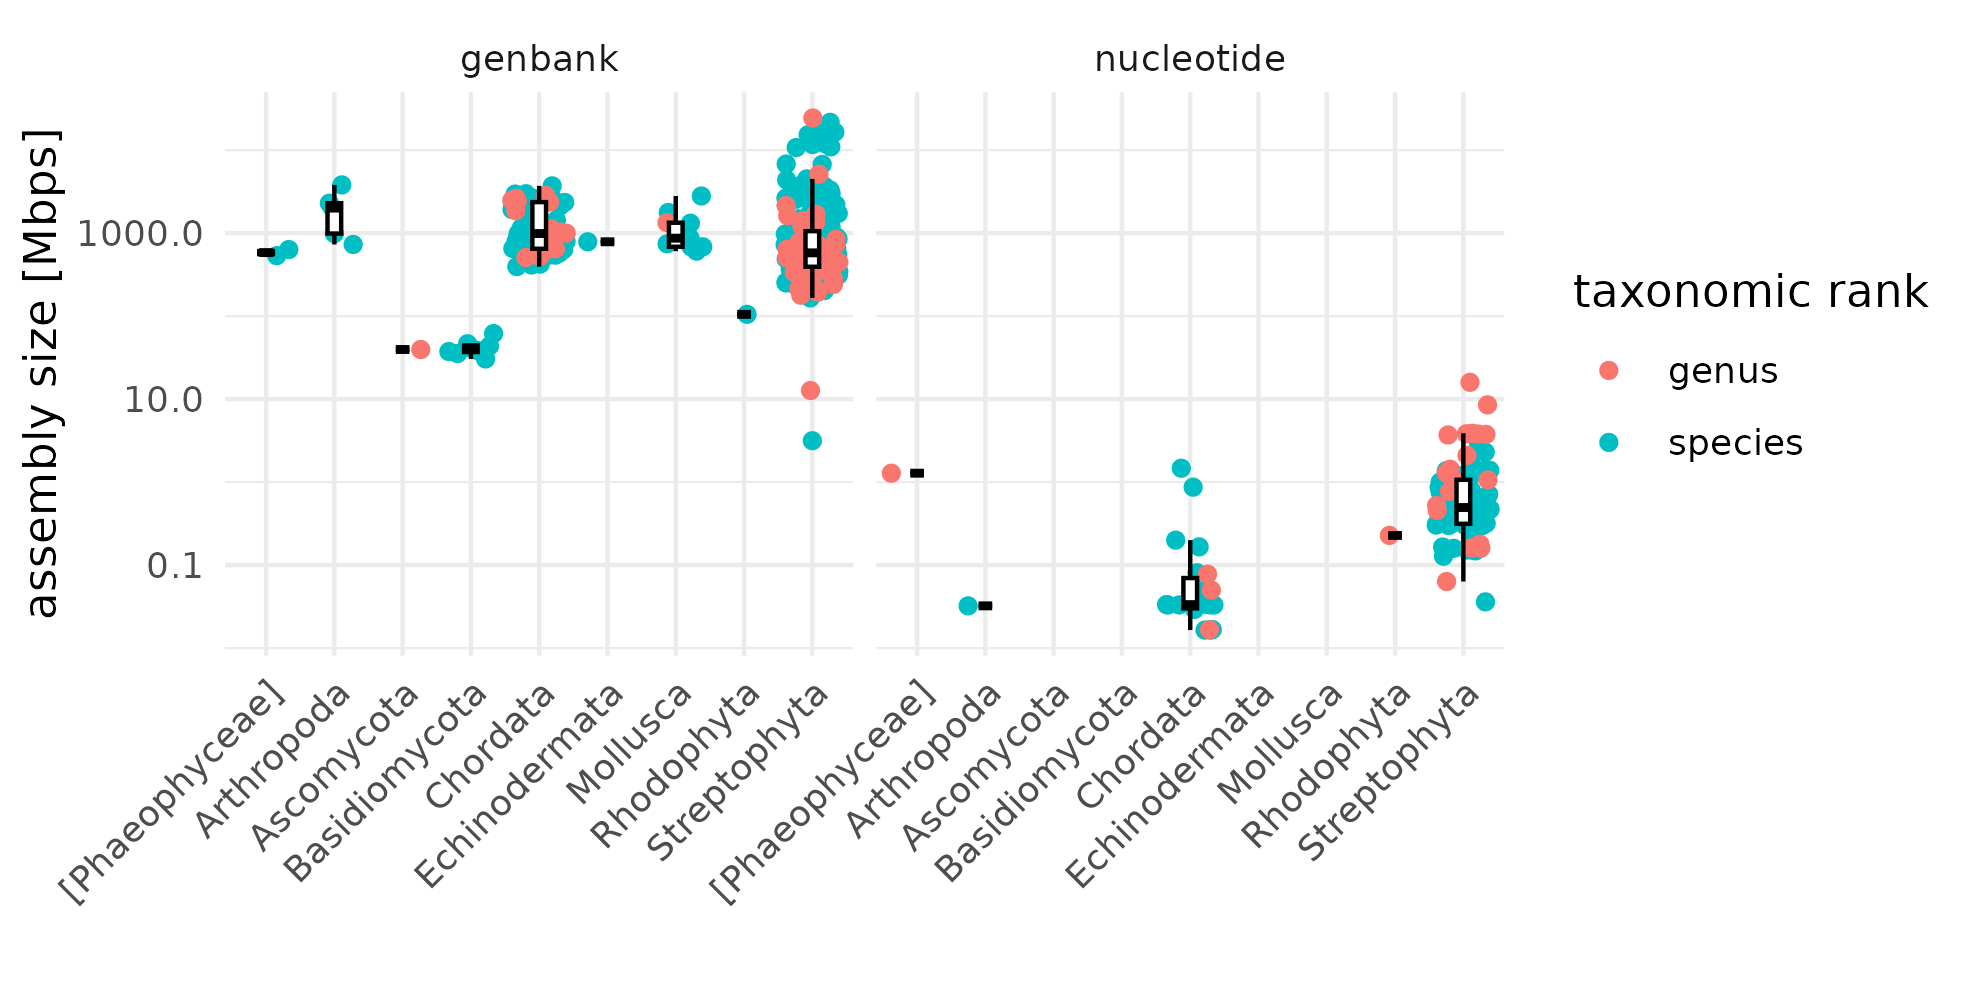 genbank
nucleotide
assembly size [Mbps]
1000.0
10.0
0.1
[Phaeophyceae]
Arthropoda
Ascomycota
Basidiomycota
Chordata
Echinodermata
Mollusca
Rhodophyta
Streptophyta
[Phaeophyceae]
Arthropoda
Ascomycota
Basidiomycota
Chordata
Echinodermata
Mollusca
Rhodophyta
Streptophyta
taxonomic rank
genus
species